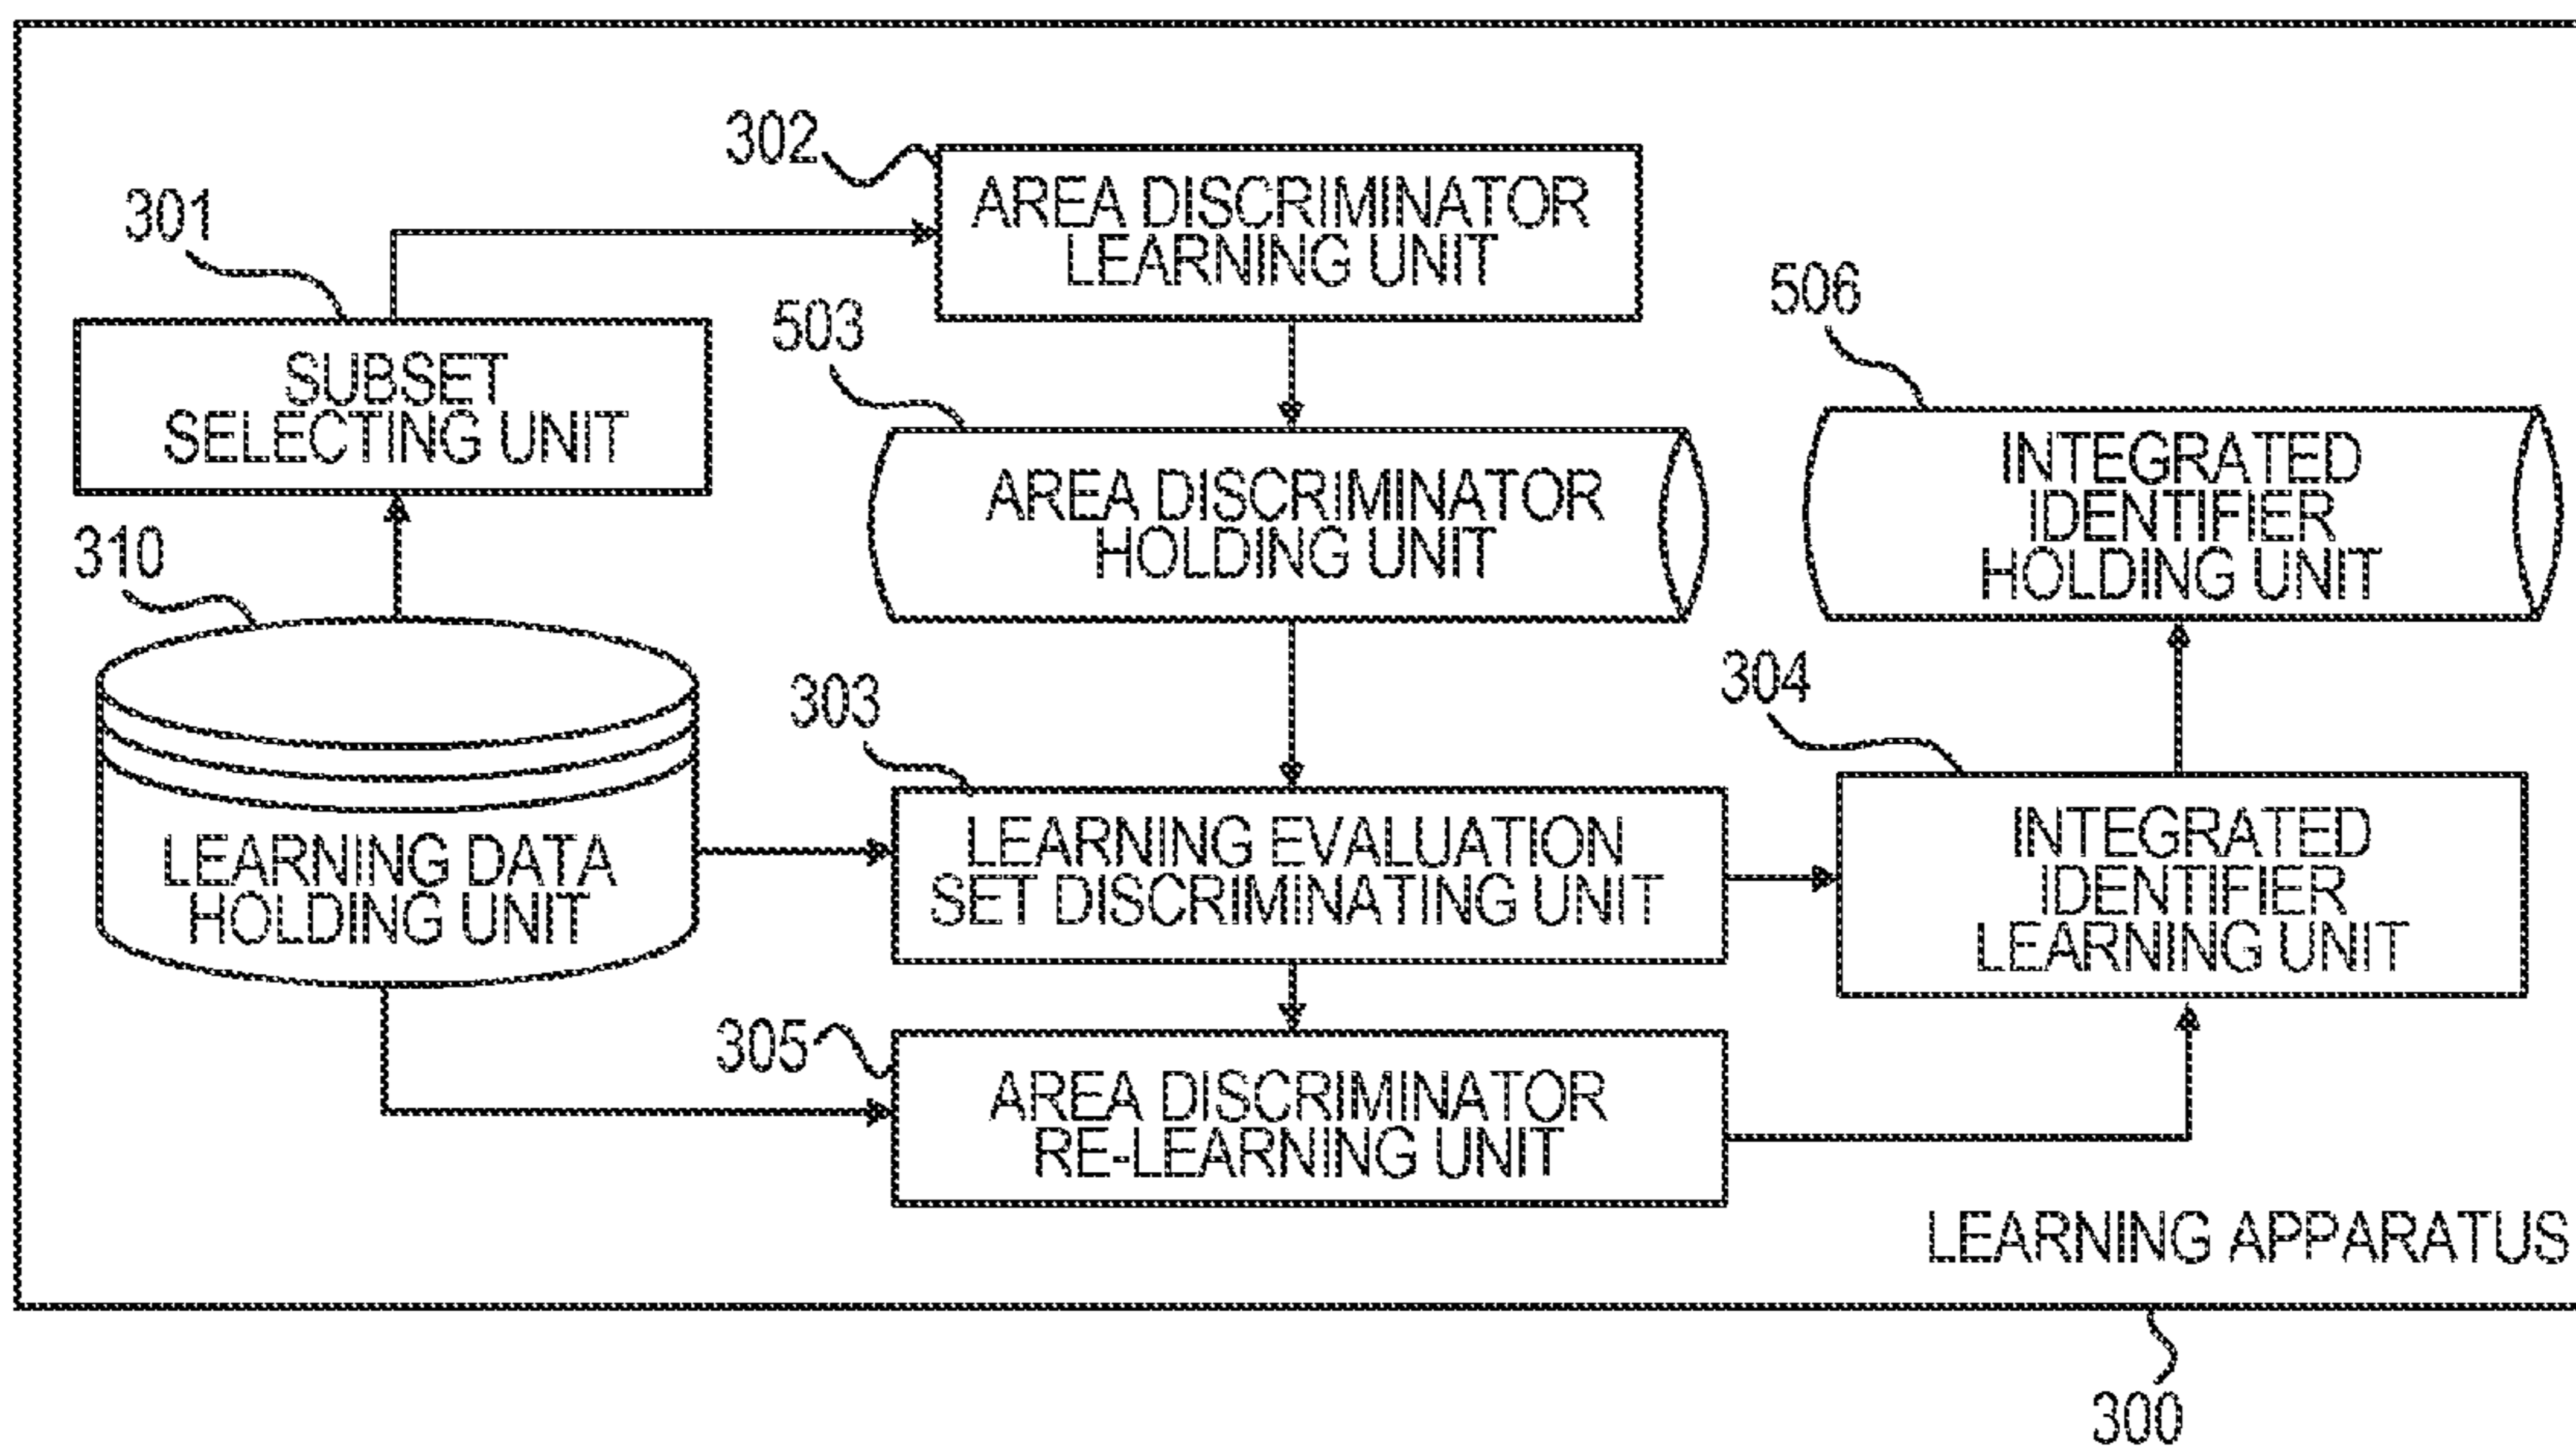 302
AREA DISCRIMINATOR
LEARNING UNIT
301
SUBSET
SELECTING UNIT
503
AREA DISCRIMINATOR
HOLDING UNIT
506
INTEGRATED
IDENTIFIER
HOLDING UNIT
310
LEARNING DATA
HOLDING UNIT
303
LEARNING EVALUATION
SET DISCRIMINATING UNIT
304
INTEGRATED
IDENTIFIER
LEARNING UNIT
305
AREA DISCRIMINATOR
RE-LEARNING UNIT
LEARNING APPARATUS
300